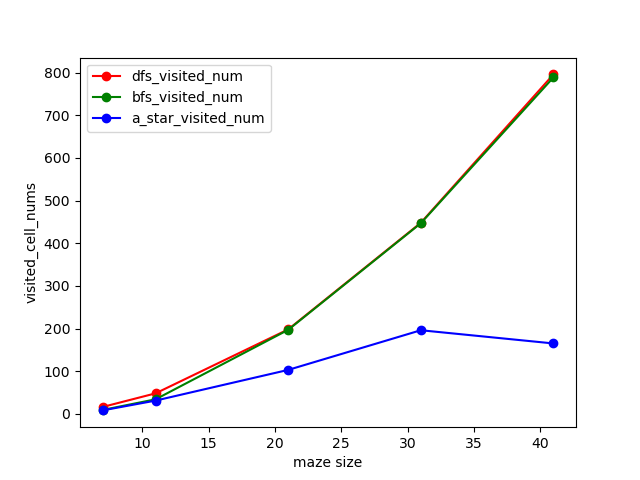 dfs_visited_num
bfs_visited_num
a_star_visited_num
800
700
600
500
400
300
200
100
0
visited_cell_nums
10 15 20 25 30 35 40
maze size